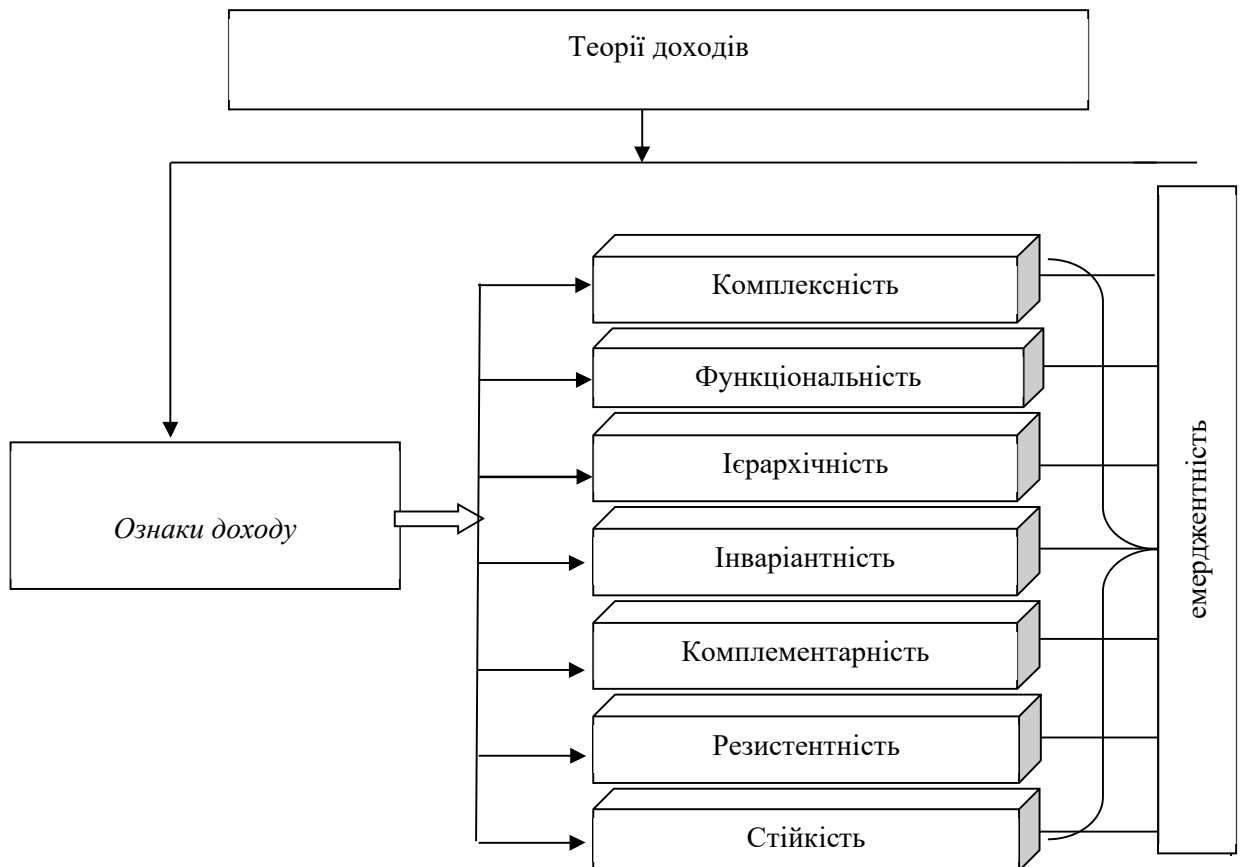 Теорії доходів
Комплексність
Функціональність
Ієрархічність
Ознаки доходу
Інваріантність
Комплементарність
Резистентність
Стійкість
емерджентність